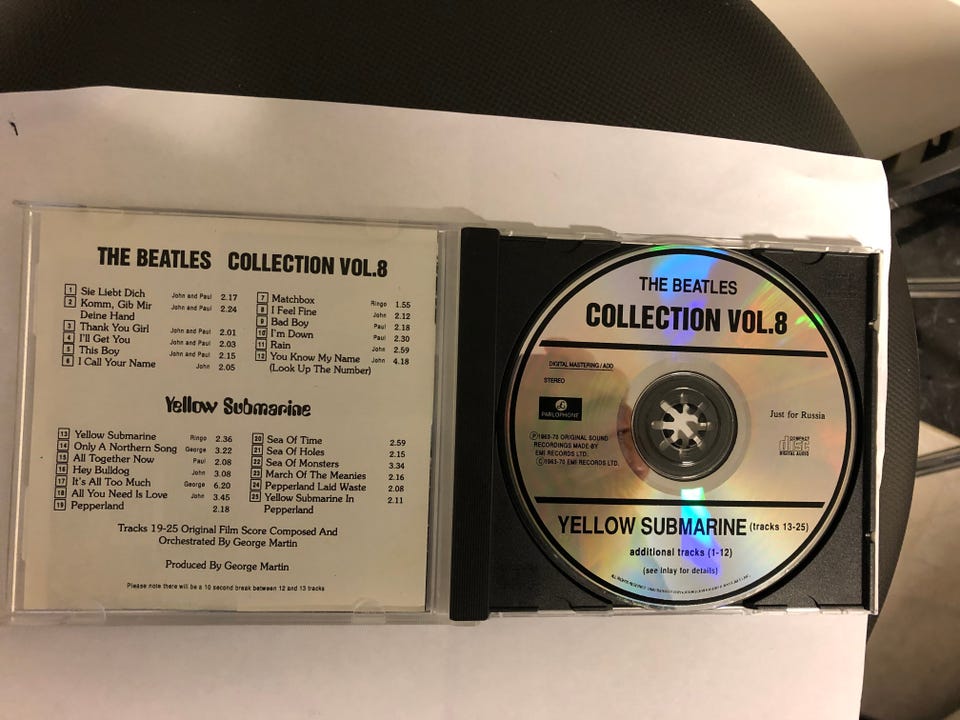 THE BEATLES COLLECTION VOL.8
1 Sie Liebt Dich John and Paul 2.17
2 Komm, Gib Mir John and Paul 2.24
Deine Hand
3 Thank You Girl John and Paul 2.01
4 I'll Get You John and Paul 2.03
5 This Boy John and Paul 2.15
6 I Call Your Name John 2.05
7 Matchbox Ringo 1.55
8 I Feel Fine John 2.12
9 Bad Boy Paul 2.18
10 I'm Down Paul 2.30
11 Rain John 2.59
12 You Know My Name John 4.18
(Look Up The Number)
Yellow Submarine
13 Yellow Submarine Ringo 2.36
14 Only A Northern Song George 3.22
15 All Together Now Paul 2.08
16 Hey Bulldog John 3.08
17 It's All Too Much George 6.20
18 All You Need Is Love John 3.45
19 Pepperland 2.18
20 Sea Of Time 2.59
21 Sea Of Holes 2.15
22 Sea Of Monsters 3.34
23 March Of The Meanies 2.16
24 Pepperland Laid Waste 2.08
25 Yellow Submarine In 2.11
Pepperland
Tracks 19-25 Original Film Score Composed And
Orchestrated By George Martin
Produced By George Martin
Please note there will be a 10 second break between 12 and 13 tracks
THE BEATLES
COLLECTION VOL.8
DIGITAL MASTERING / ADD
STEREO
PARLOPHONE
Just for Russia
COMPACT
disc
DIGITAL AUDIO
Ⓟ1963-70 ORIGINAL SOUND
RECORDINGS MADE BY
EMI RECORDS LTD.
Ⓒ1963-70 EMI RECORDS LTD.
YELLOW SUBMARINE (tracks 13-25)
additional tracks (1-12)
(see inlay for details)
ALL RIGHTS RESERVED